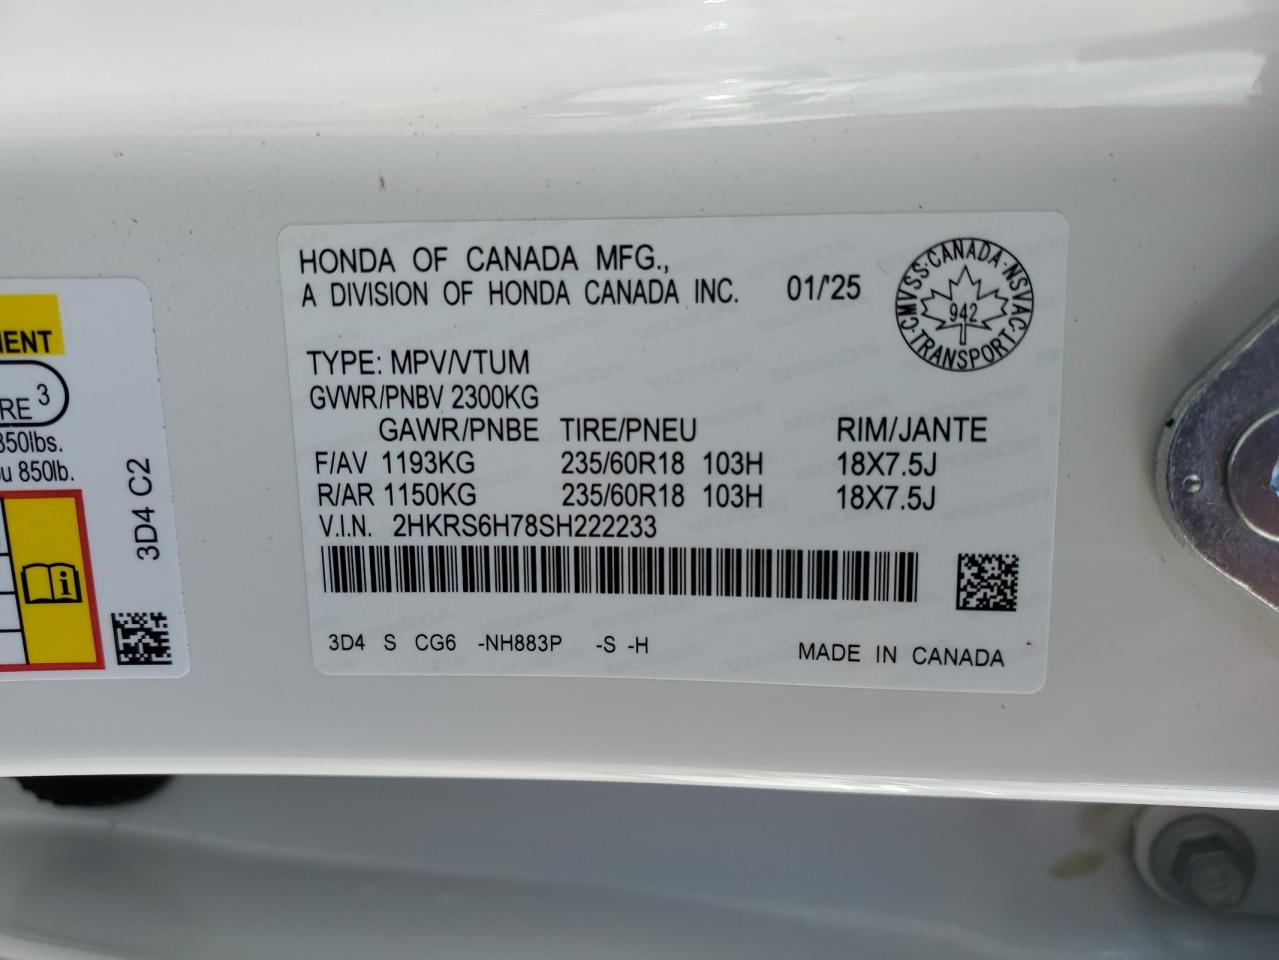 HONDA OF CANADA MFG.,
A DIVISION OF HONDA CANADA INC. 01/'25
CMVSS·CANADA·NSVAC·TRANSPORT·
942
TYPE: MPV/VTUM
GVWR/PNBV 2300KG
GAWR/PNBE TIRE/PNEU RIM/JANTE
F/AV 1193KG 235/60R18 103H 18X7.5J
R/AR 1150KG 235/60R18 103H 18X7.5J
V.I.N. 2HKRS6H78SH222233
3D4 S CG6 -NH883P -S -H
MADE IN CANADA
3
850lbs.
850lb.
3D4 C2